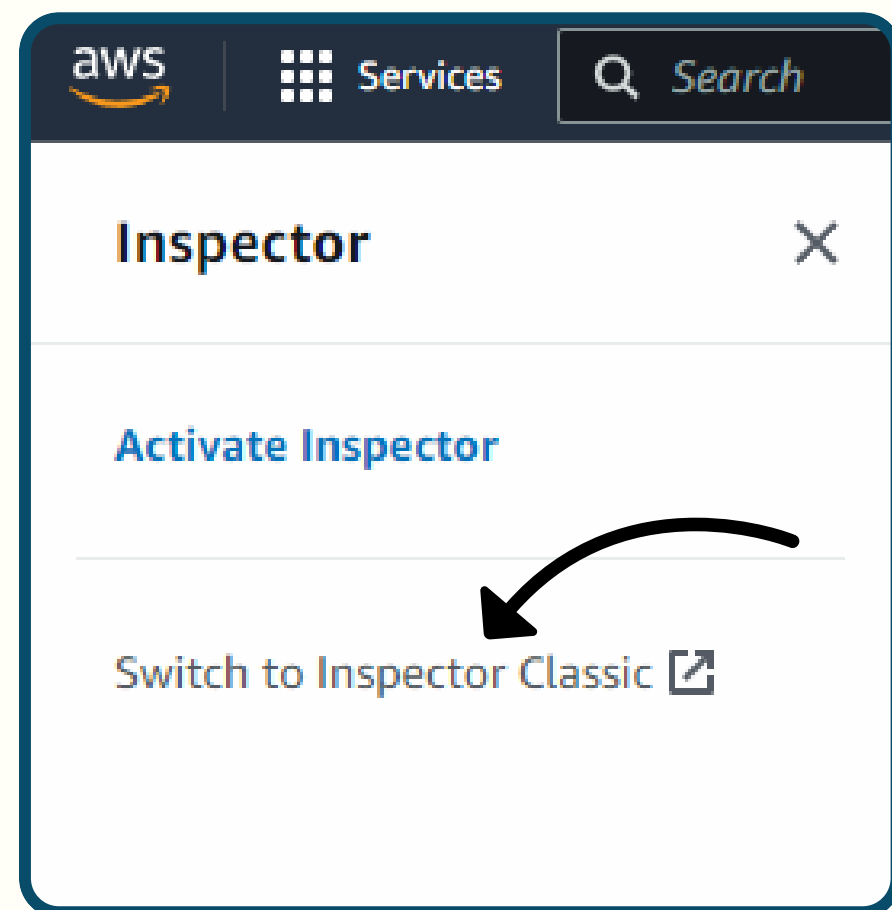 aws
Services
Search
Inspector
Activate Inspector
Switch to Inspector Classic